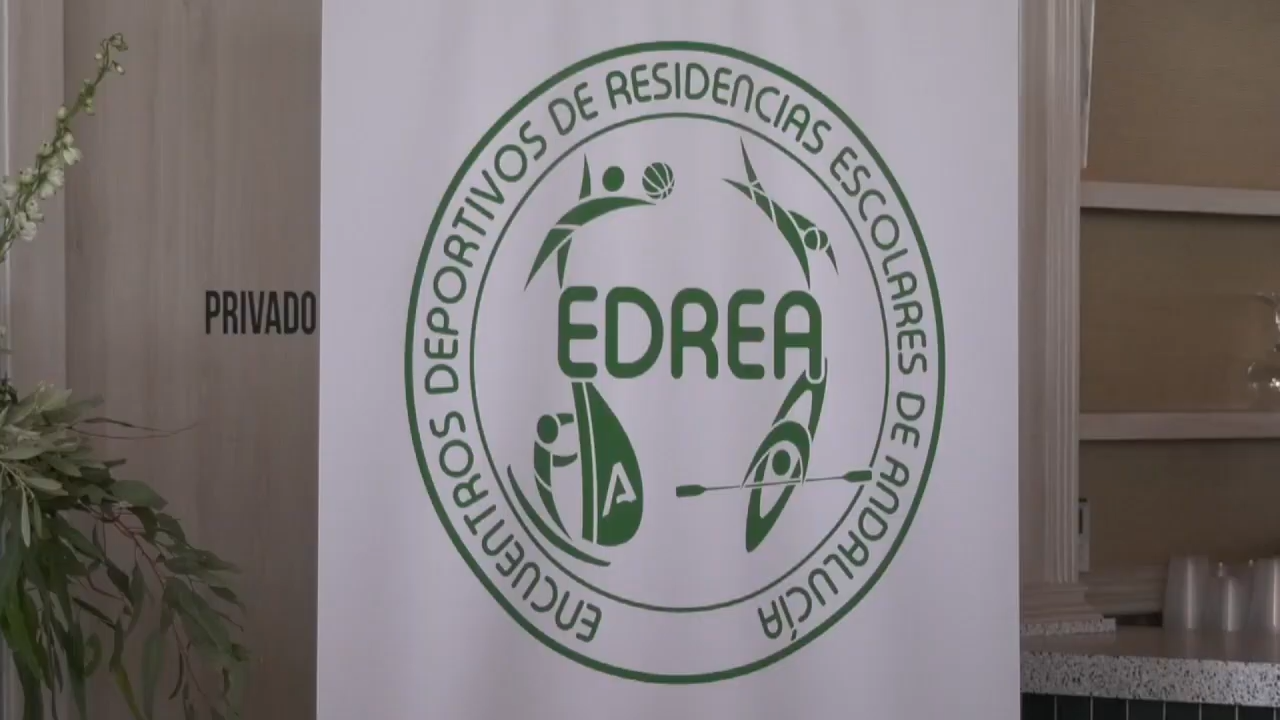 ENCUENTROS DEPORTIVOS DE RESIDENCIAS ESCOLARES DE ANDALUCÍA
PRIVADO
EDREA
A